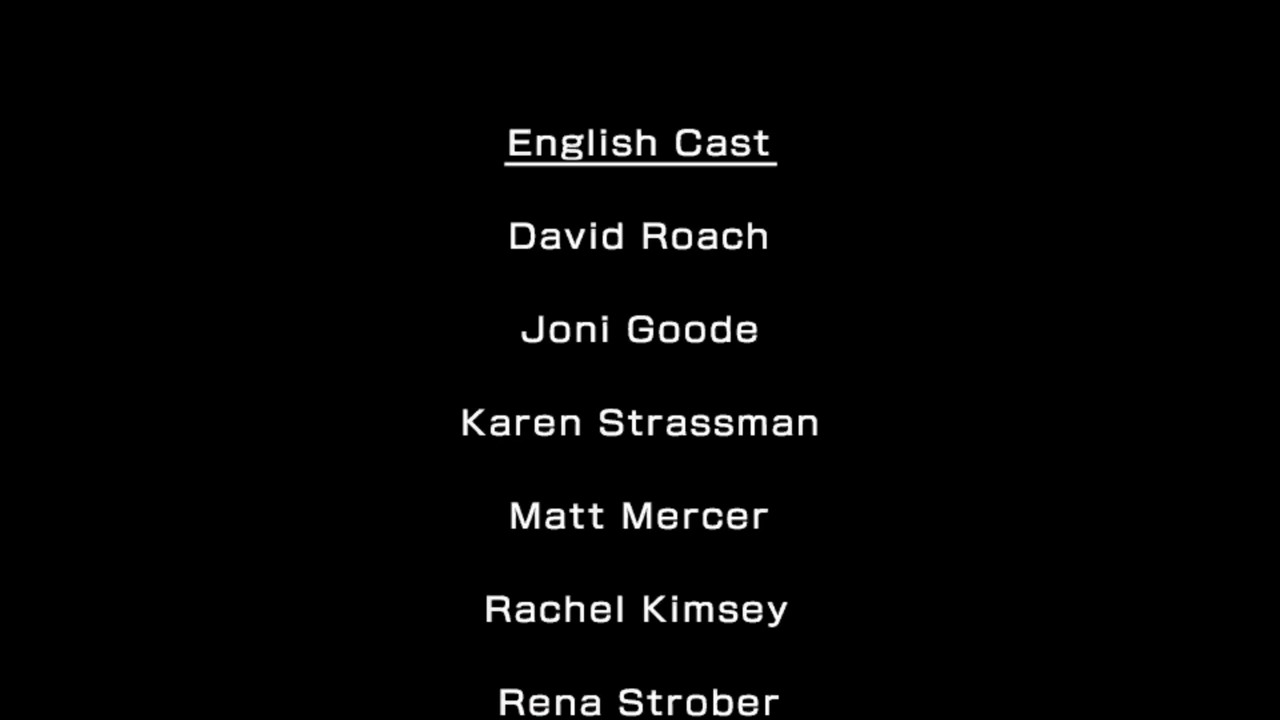 English Cast
David Roach
Joni Goode
Karen Strassman
Matt Mercer
Rachel Kimsey
Rena Strober